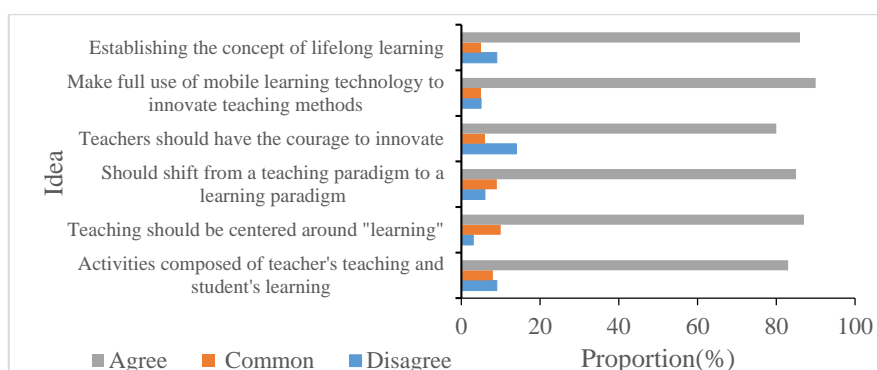 Establishing the concept of lifelong learning
Make full use of mobile learning technology to
innovate teaching methods
Teachers should have the courage to innovate
Should shift from a teaching paradigm to a
learning paradigm
Teaching should be centered around "learning"
Activities composed of teacher's teaching and
student's learning
Idea
0 20 40 60 80 100
Proportion(%)
Agree Common Disagree